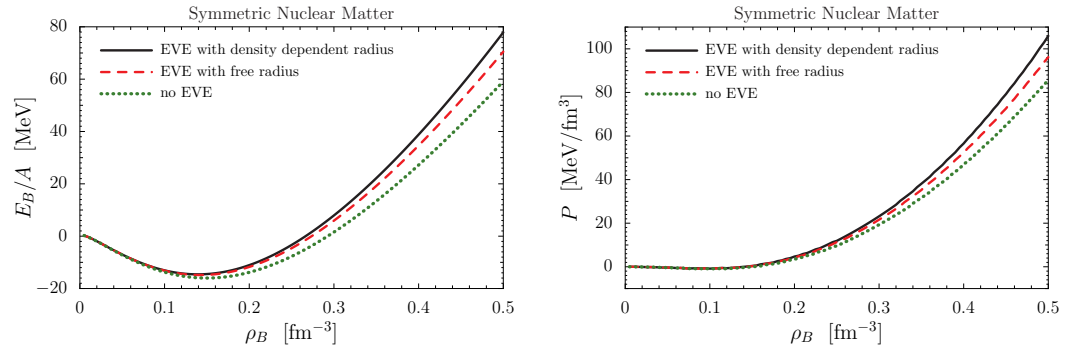 Symmetric Nuclear Matter
EVE with density dependent radius
EVE with free radius
no EVE
E_B/A [MeV]
80
60
40
20
0
−20
0 0.1 0.2 0.3 0.4 0.5
ρ_B [fm⁻³]
Symmetric Nuclear Matter
EVE with density dependent radius
EVE with free radius
no EVE
P [MeV/fm³]
100
80
60
40
20
0
0 0.1 0.2 0.3 0.4 0.5
ρ_B [fm⁻³]